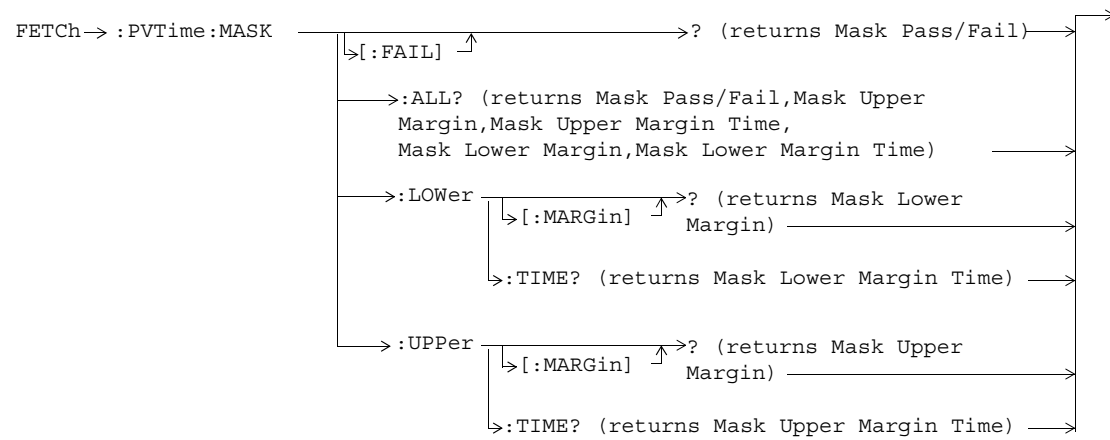 FETCh :PVTime:MASK ? (returns Mask Pass/Fail)
[:FAIL]
:ALL? (returns Mask Pass/Fail,Mask Upper
Margin,Mask Upper Margin Time,
Mask Lower Margin,Mask Lower Margin Time)
:LOWer ? (returns Mask Lower
[:MARGin] Margin)
:TIME? (returns Mask Lower Margin Time)
:UPPer ? (returns Mask Upper
[:MARGin] Margin)
:TIME? (returns Mask Upper Margin Time)